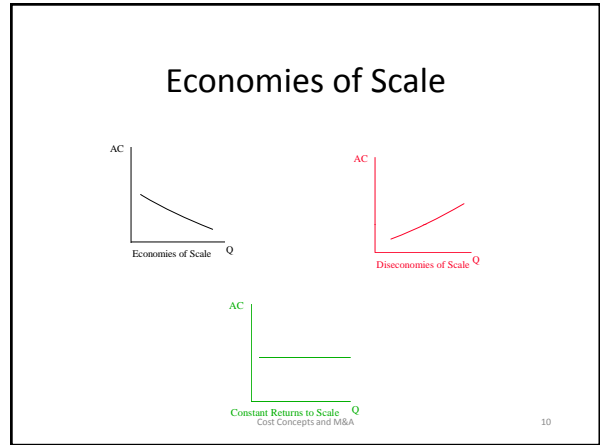 Economies of Scale
AC
Economies of Scale Q
AC
Diseconomies of Scale Q
AC
Constant Returns to Scale Q
Cost Concepts and M&A
10